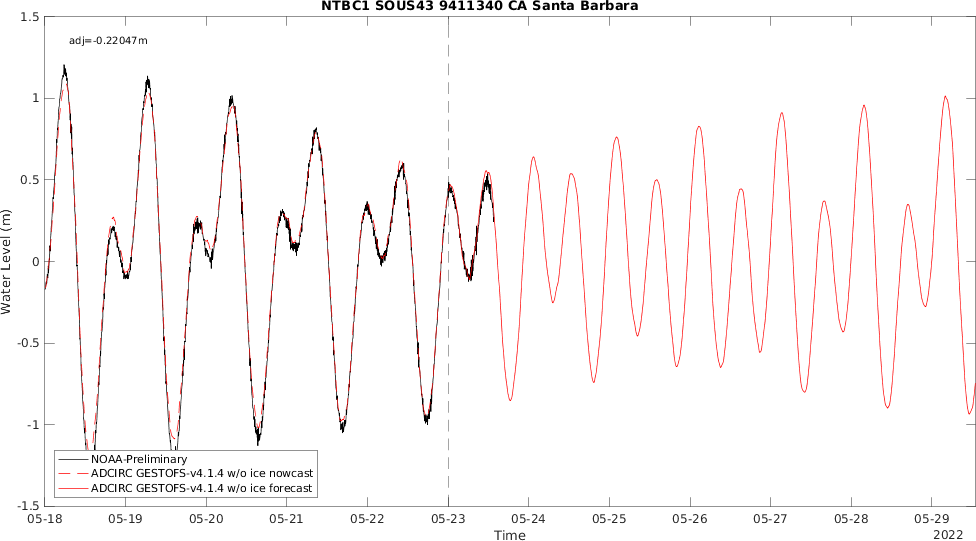 NTBC1 SOUS43 9411340 CA Santa Barbara
adj=-0.22047m
1.5
1
0.5
0
-0.5
-1
-1.5
Water Level (m)
NOAA-Preliminary
ADCIRC GESTOFS-v4.1.4 w/o ice nowcast
ADCIRC GESTOFS-v4.1.4 w/o ice forecast
05-18 05-19 05-20 05-21 05-22 05-23 05-24 05-25 05-26 05-27 05-28 05-29
Time
2022